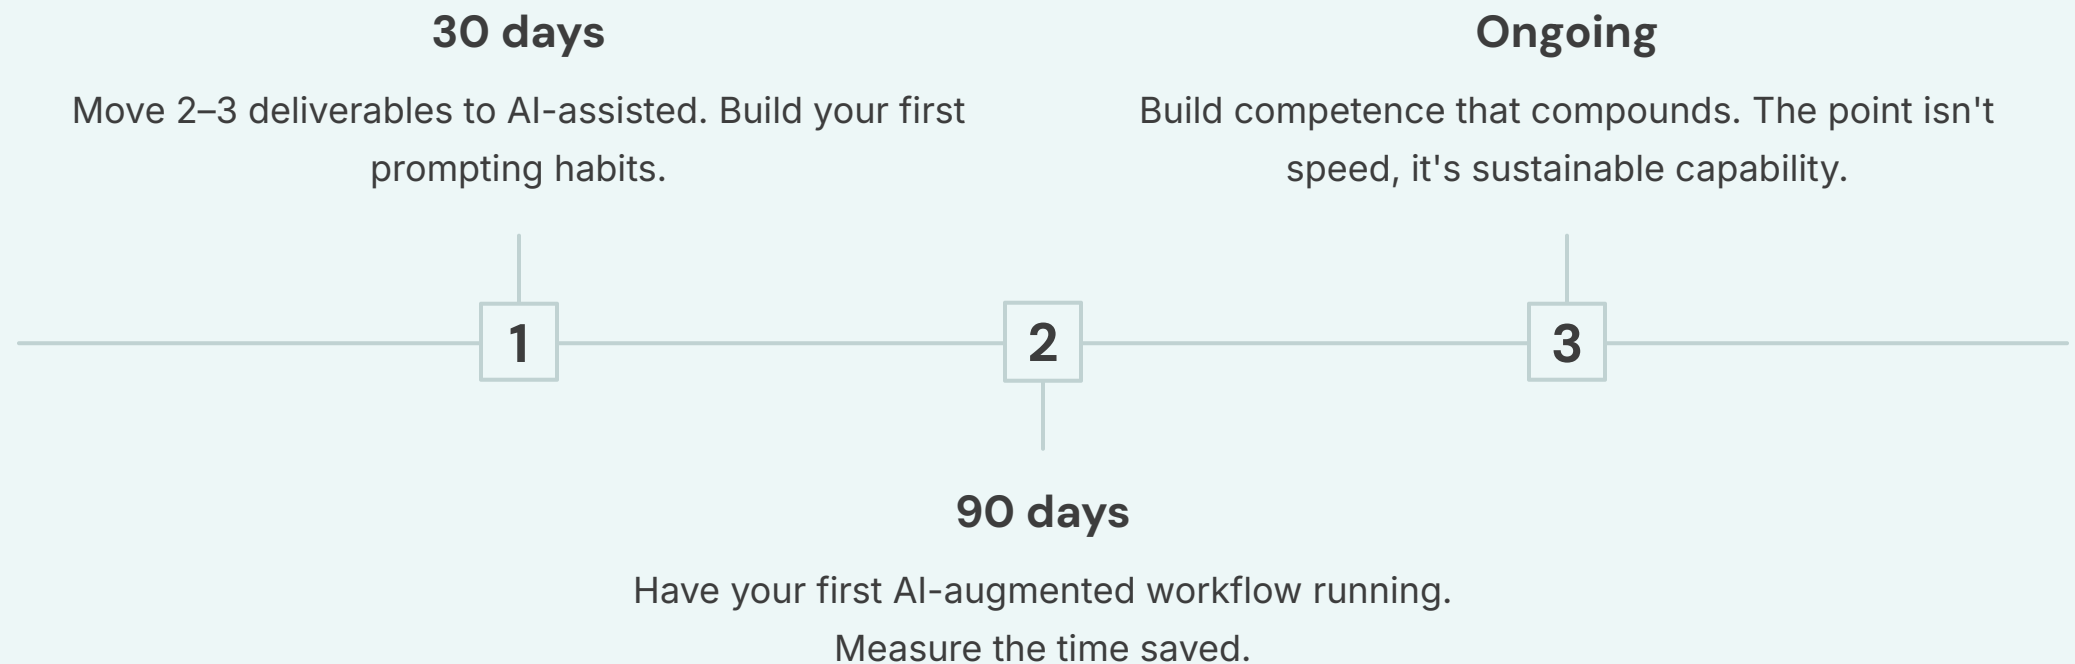 30 days
Move 2–3 deliverables to AI-assisted. Build your first
prompting habits.
Ongoing
Build competence that compounds. The point isn't
speed, it's sustainable capability.
1
2
3
90 days
Have your first AI-augmented workflow running.
Measure the time saved.